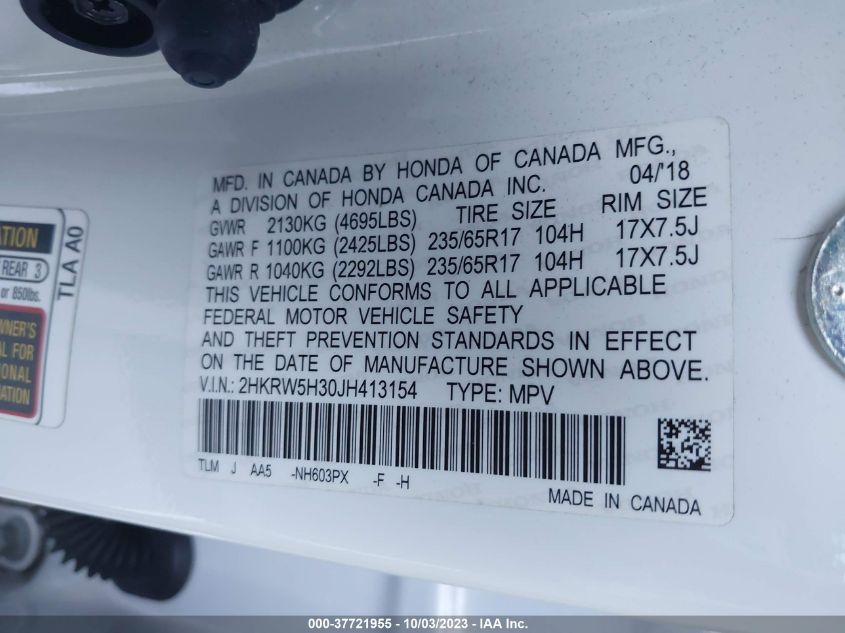 MFD. IN CANADA BY HONDA OF CANADA MFG.,
A DIVISION OF HONDA CANADA INC. 04/'18
GVWR 2130KG (4695LBS) TIRE SIZE RIM SIZE
GAWR F 1100KG (2425LBS) 235/65R17 104H 17X7.5J
GAWR R 1040KG (2292LBS) 235/65R17 104H 17X7.5J
THIS VEHICLE CONFORMS TO ALL APPLICABLE
FEDERAL MOTOR VEHICLE SAFETY
AND THEFT PREVENTION STANDARDS IN EFFECT
ON THE DATE OF MANUFACTURE SHOWN ABOVE.
V.I.N.: 2HKRW5H30JH413154 TYPE: MPV
TLM J AA5 -NH603PX -F -H
MADE IN CANADA
REAR 3
or 850lbs.
TLA A0
000-37721955 - 10/03/2023 - IAA Inc.